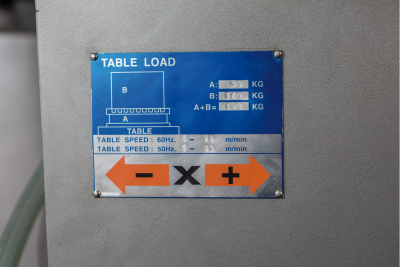 TABLE LOAD
B
A
TABLE
A: KG
B: KG
A+B= KG
TABLE SPEED: 60Hz. – m/min
TABLE SPEED: 50Hz. – m/min
– X +